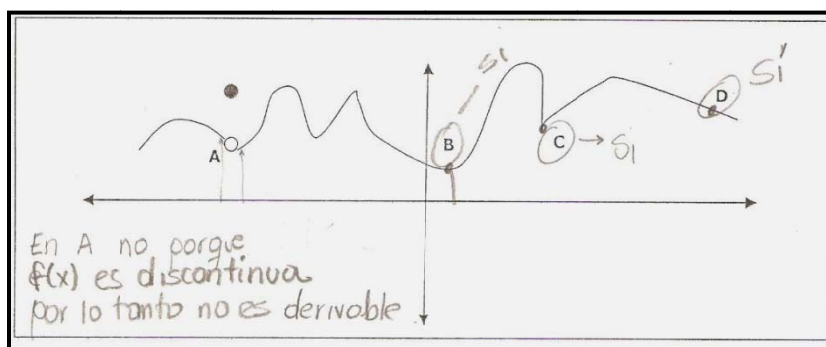 Si
B
Si
D
A
C → Si
En A no porque
f(x) es discontinua
por lo tanto no es derivable